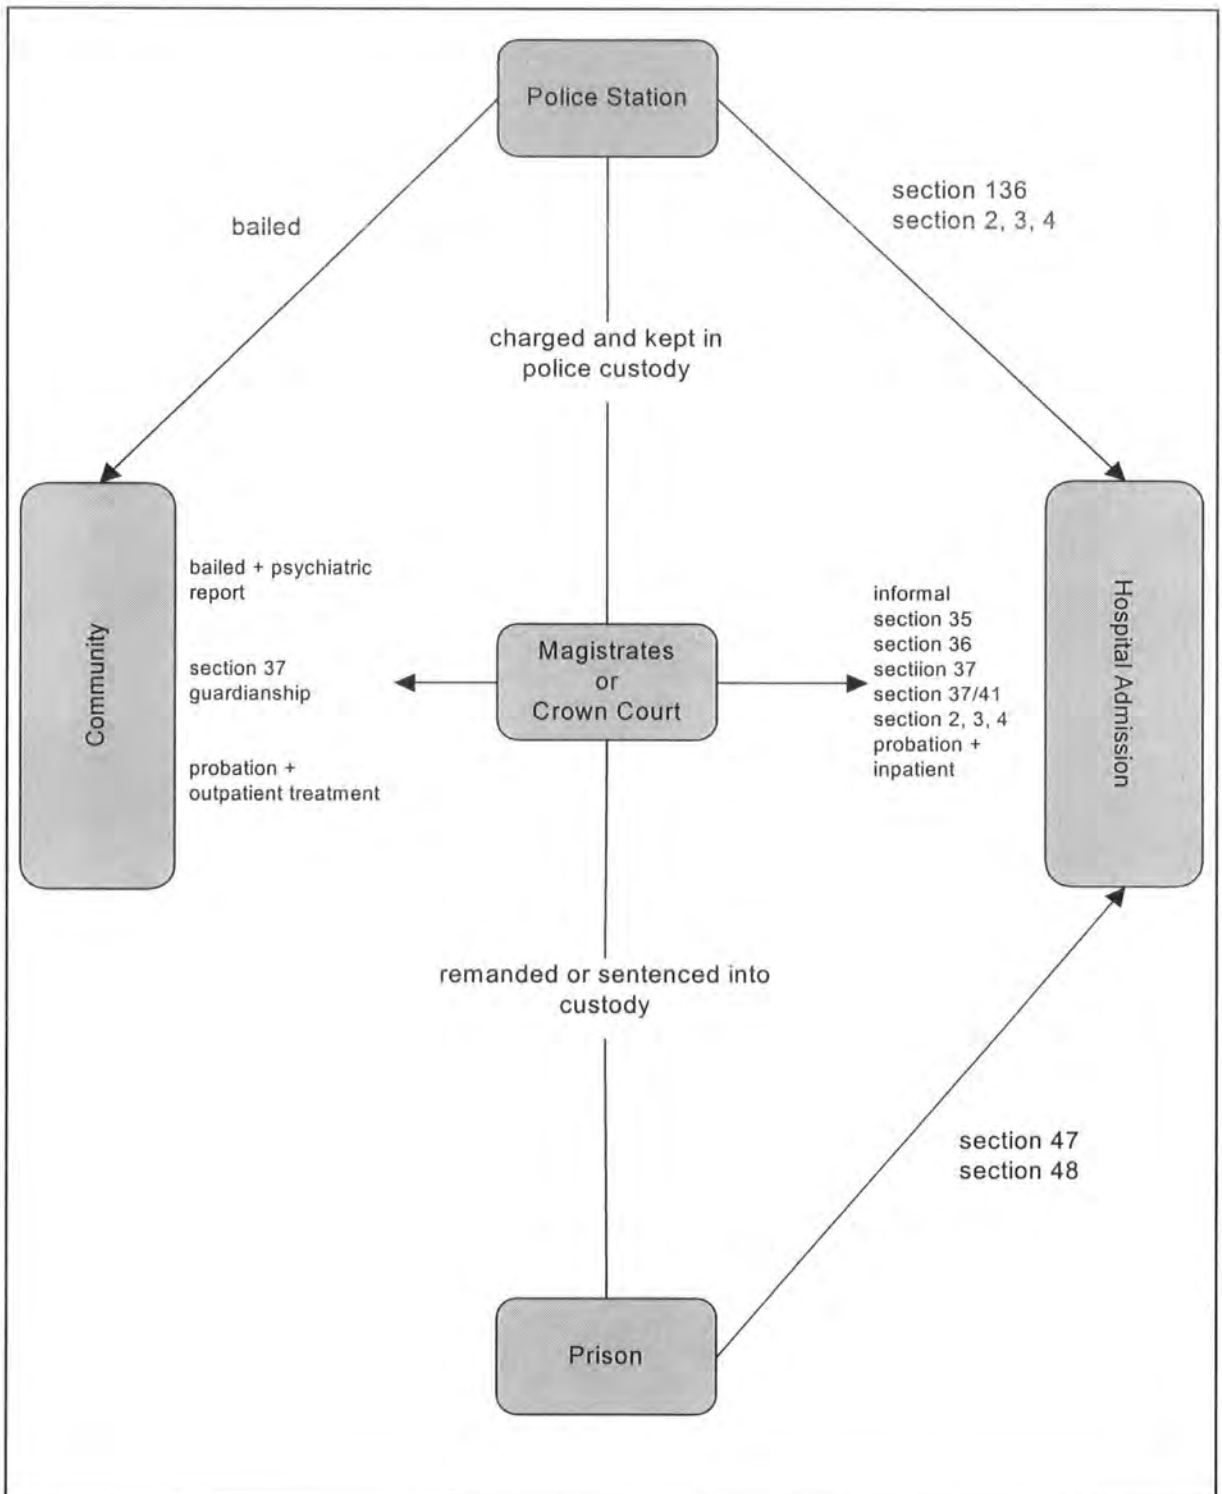 Police Station
bailed
section 136
section 2, 3, 4
charged and kept in
police custody
Community
bailed + psychiatric
report
section 37
guardianship
probation +
outpatient treatment
Magistrates
or
Crown Court
informal
section 35
section 36
sectiion 37
section 37/41
section 2, 3, 4
probation +
inpatient
Hospital Admission
remanded or sentenced into
custody
section 47
section 48
Prison